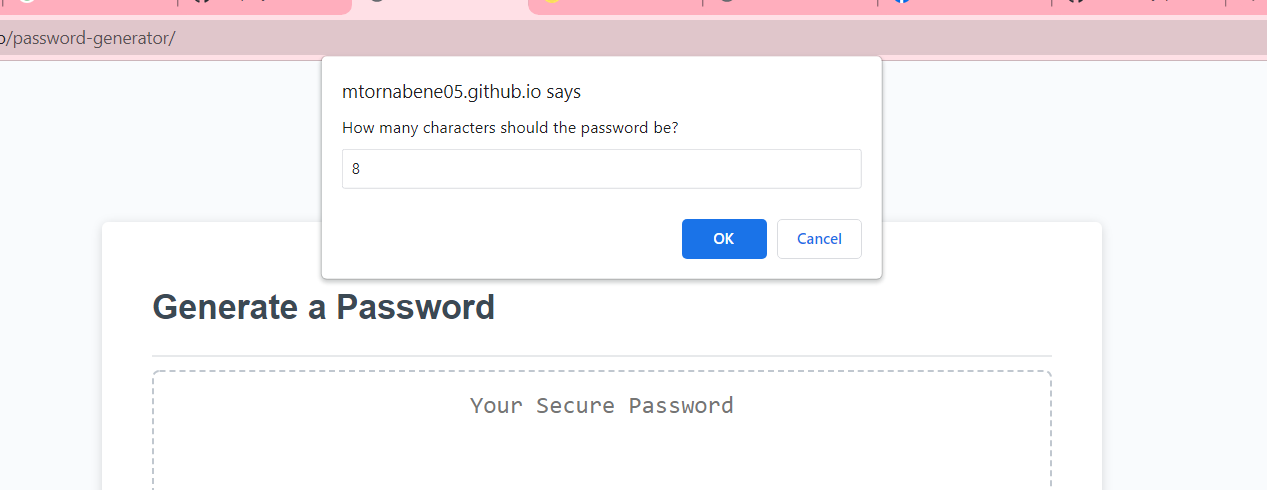 /password-generator/
mtornabene05.github.io says
How many characters should the password be?
8
OK Cancel
Generate a Password
Your Secure Password